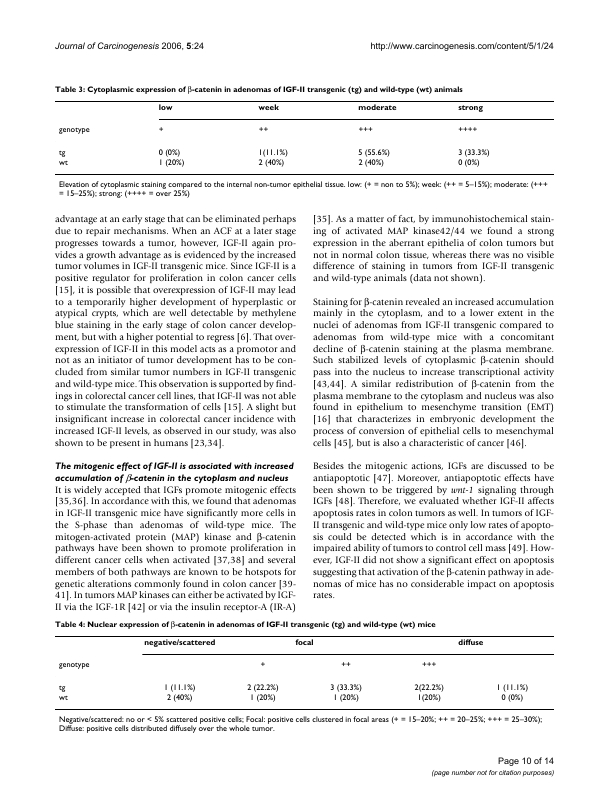 Journal of Carcinogenesis 2006, 5:24
http://www.carcinogenesis.com/content/5/1/24
Table 3: Cytoplasmic expression of β-catenin in adenomas of IGF-II transgenic (tg) and wild-type (wt) animals
low week moderate strong
genotype + ++ +++ ++++
tg 0 (0%) 1(11.1%) 5 (55.6%) 3 (33.3%)
wt 1 (20%) 2 (40%) 2 (40%) 0 (0%)
Elevation of cytoplasmic staining compared to the internal non-tumor epithelial tissue. low: (+ = non to 5%); week: (++ = 5–15%); moderate: (+++
= 15–25%); strong: (++++ = over 25%)
advantage at an early stage that can be eliminated perhaps
due to repair mechanisms. When an ACF at a later stage
progresses towards a tumor, however, IGF-II again pro-
vides a growth advantage as is evidenced by the increased
tumor volumes in IGF-II transgenic mice. Since IGF-II is a
positive regulator for proliferation in colon cancer cells
[15], it is possible that overexpression of IGF-II may lead
to a temporarily higher development of hyperplastic or
atypical crypts, which are well detectable by methylene
blue staining in the early stage of colon cancer develop-
ment, but with a higher potential to regress [6]. That over-
expression of IGF-II in this model acts as a promotor and
not as an initiator of tumor development has to be con-
cluded from similar tumor numbers in IGF-II transgenic
and wild-type mice. This observation is supported by find-
ings in colorectal cancer cell lines, that IGF-II was not able
to stimulate the transformation of cells [15]. A slight but
insignificant increase in colorectal cancer incidence with
increased IGF-II levels, as observed in our study, was also
shown to be present in humans [23,34].
The mitogenic effect of IGF-II is associated with increased
accumulation of β-catenin in the cytoplasm and nucleus
It is widely accepted that IGFs promote mitogenic effects
[35,36]. In accordance with this, we found that adenomas
in IGF-II transgenic mice have significantly more cells in
the S-phase than adenomas of wild-type mice. The
mitogen-activated protein (MAP) kinase and β-catenin
pathways have been shown to promote proliferation in
different cancer cells when activated [37,38] and several
members of both pathways are known to be hotspots for
genetic alterations commonly found in colon cancer [39-
41]. In tumors MAP kinases can either be activated by IGF-
II via the IGF-1R [42] or via the insulin receptor-A (IR-A)
[35]. As a matter of fact, by immunohistochemical stain-
ing of activated MAP kinase42/44 we found a strong
expression in the aberrant epithelia of colon tumors but
not in normal colon tissue, whereas there was no visible
difference of staining in tumors from IGF-II transgenic
and wild-type animals (data not shown).
Staining for β-catenin revealed an increased accumulation
mainly in the cytoplasm, and to a lower extent in the
nuclei of adenomas from IGF-II transgenic compared to
adenomas from wild-type mice with a concomitant
decline of β-catenin staining at the plasma membrane.
Such stabilized levels of cytoplasmic β-catenin should
pass into the nucleus to increase transcriptional activity
[43,44]. A similar redistribution of β-catenin from the
plasma membrane to the cytoplasm and nucleus was also
found in epithelium to mesenchyme transition (EMT)
[16] that characterizes in embryonic development the
process of conversion of epithelial cells to mesenchymal
cells [45], but is also a characteristic of cancer [46].
Besides the mitogenic actions, IGFs are discussed to be
antiapoptotic [47]. Moreover, antiapoptotic effects have
been shown to be triggered by wnt-1 signaling through
IGFs [48]. Therefore, we evaluated whether IGF-II affects
apoptosis rates in colon tumors as well. In tumors of IGF-
II transgenic and wild-type mice only low rates of apopto-
sis could be detected which is in accordance with the
impaired ability of tumors to control cell mass [49]. How-
ever, IGF-II did not show a significant effect on apoptosis
suggesting that activation of the β-catenin pathway in ade-
nomas of mice has no considerable impact on apoptosis
rates.
Table 4: Nuclear expression of β-catenin in adenomas of IGF-II transgenic (tg) and wild-type (wt) mice
negative/scattered focal diffuse
genotype + ++ +++
tg 1 (11.1%) 2 (22.2%) 3 (33.3%) 2(22.2%) 1 (11.1%)
wt 2 (40%) 1 (20%) 1 (20%) 1(20%) 0 (0%)
Negative/scattered: no or < 5% scattered positive cells; Focal: positive cells clustered in focal areas (+ = 15–20%; ++ = 20–25%; +++ = 25–30%);
Diffuse: positive cells distributed diffusely over the whole tumor.
Page 10 of 14
(page number not for citation purposes)